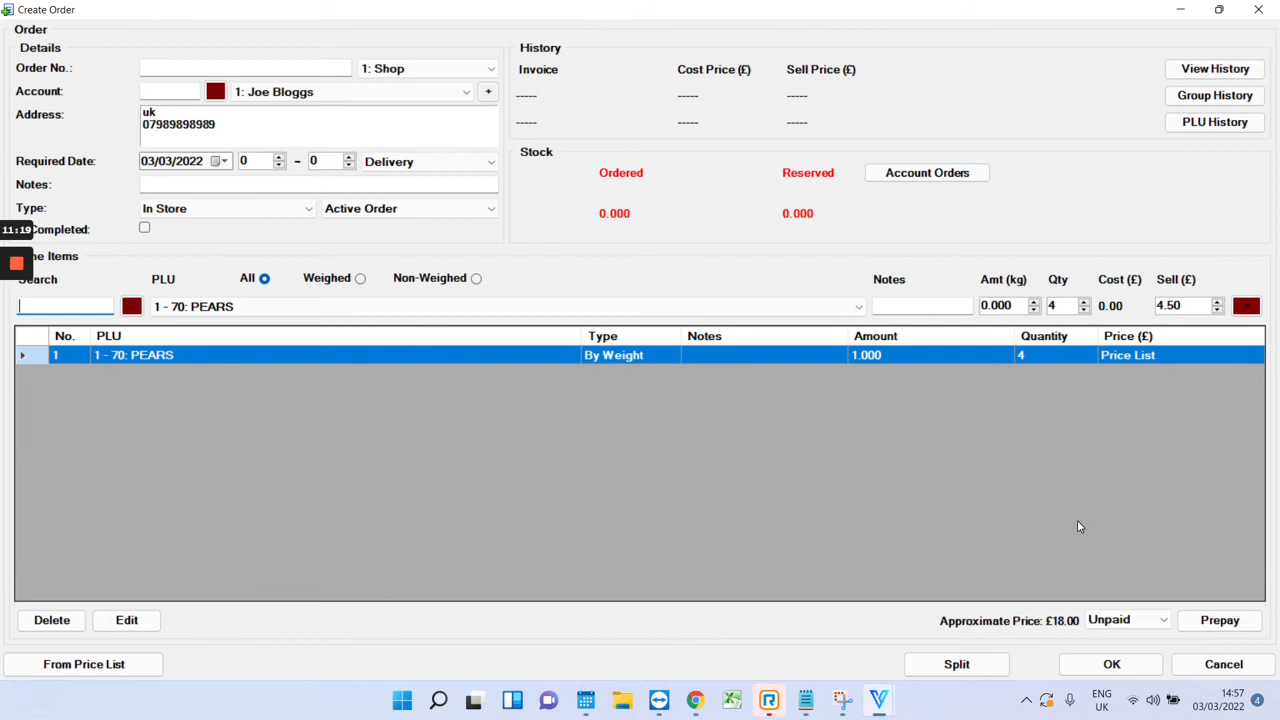 Create Order
Order
Details
Order No.: 1: Shop
Account: 1: Joe Bloggs +
Address: uk
07989898989
Required Date: 03/03/2022 0 - 0 Delivery
Notes:
Type: In Store Active Order
Completed:
History
Invoice Cost Price (£) Sell Price (£)
----- ----- -----
----- ----- -----
View History
Group History
PLU History
Stock
Ordered Reserved Account Orders
0.000 0.000
11:19
ne Items
Search PLU All Weighed Non-Weighed Notes Amt (kg) Qty Cost (£) Sell (£)
1 - 70: PEARS 0.000 4 0.00 4.50
No. PLU Type Notes Amount Quantity Price (£)
1 1 - 70: PEARS By Weight 1.000 4 Price List
Delete Edit Approximate Price: £18.00 Unpaid Prepay
From Price List Split OK Cancel
ENG 14:57
UK 03/03/2022 4